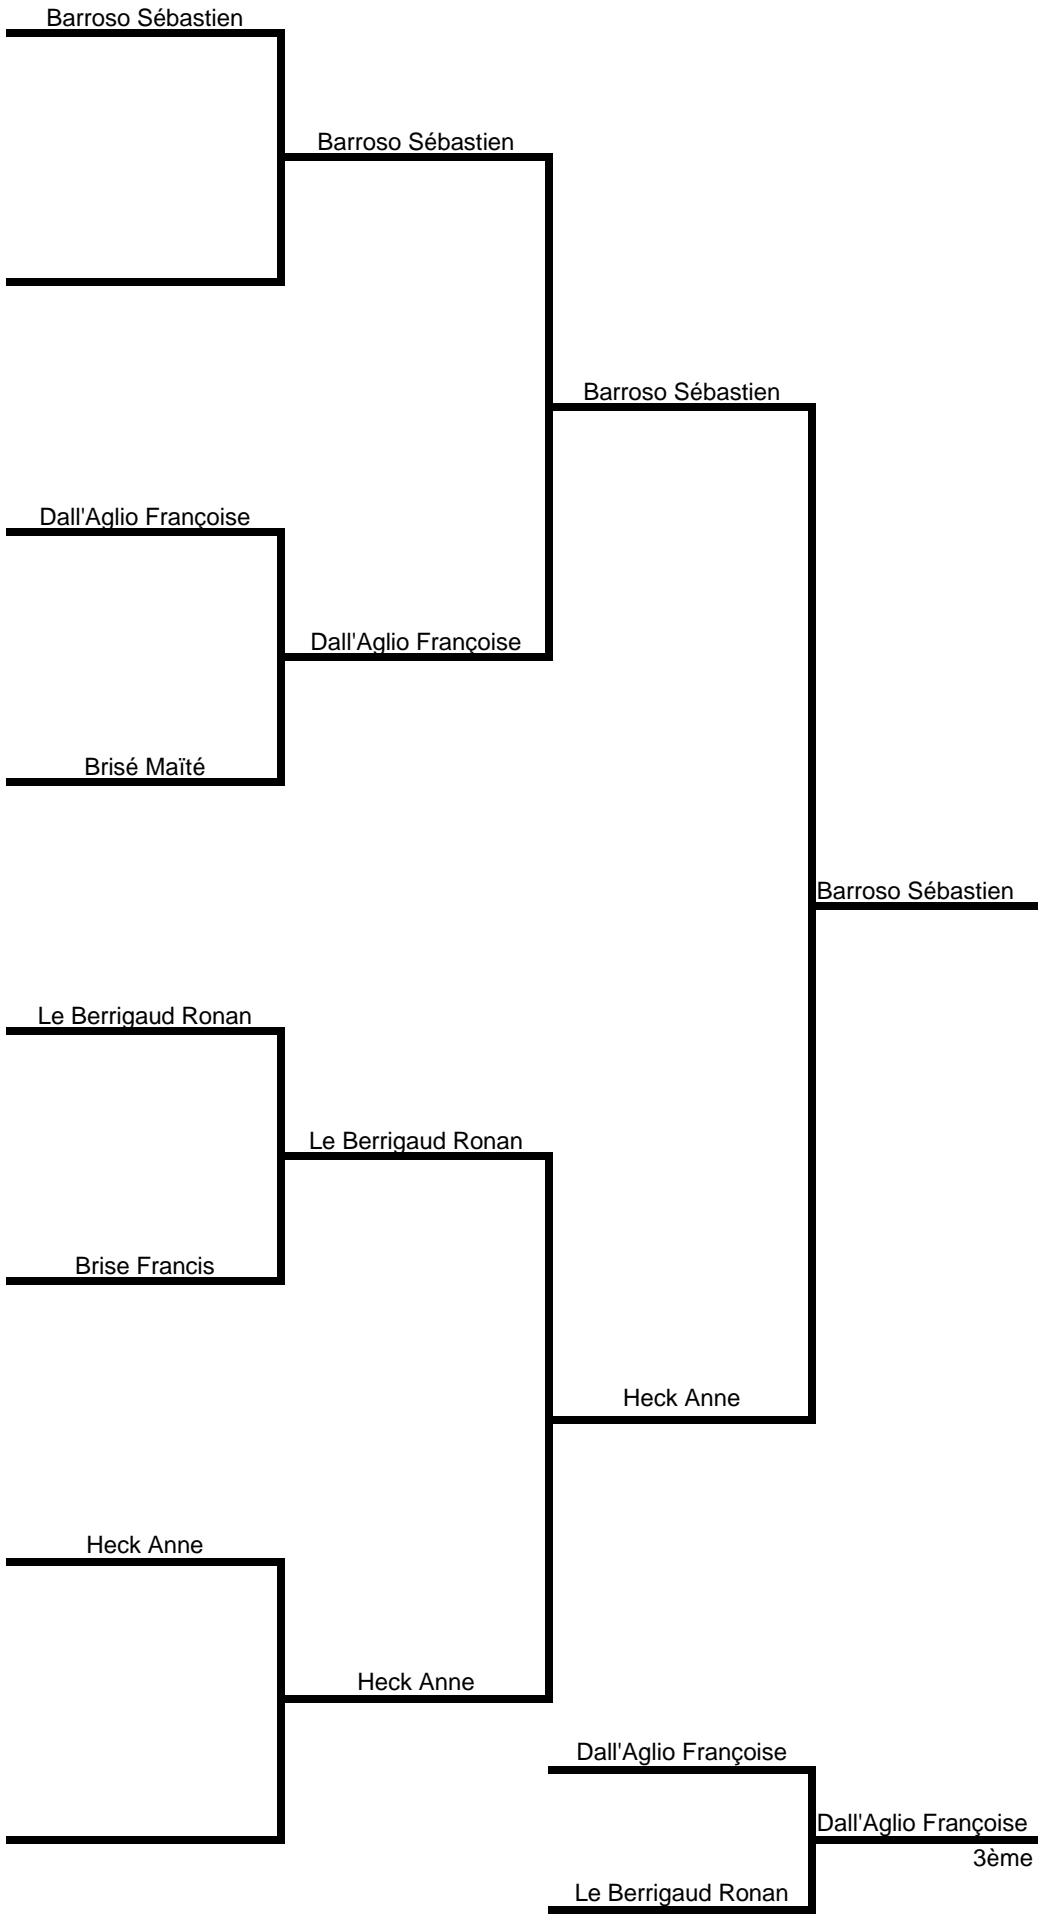 Barroso Sébastien
Barroso Sébastien
Barroso Sébastien
Dall'Aglio Françoise
Dall'Aglio Françoise
Brisé Maïté
Barroso Sébastien
Le Berrigaud Ronan
Le Berrigaud Ronan
Brise Francis
Heck Anne
Heck Anne
Heck Anne
Dall'Aglio Françoise
Dall'Aglio Françoise
3ème
Le Berrigaud Ronan